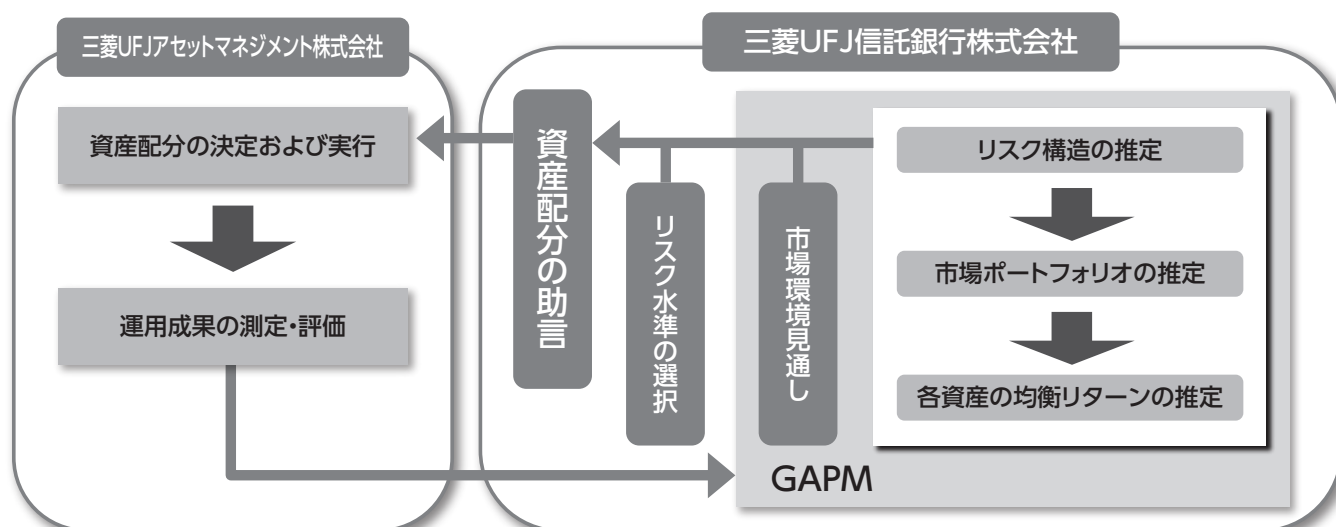 三菱UFJアセットマネジメント株式会社
資産配分の決定および実行
運用成果の測定・評価
三菱UFJ信託銀行株式会社
資産配分の助言
リスク水準の選択
市場環境見通し
リスク構造の推定
市場ポートフォリオの推定
各資産の均衡リターンの推定
GAPM